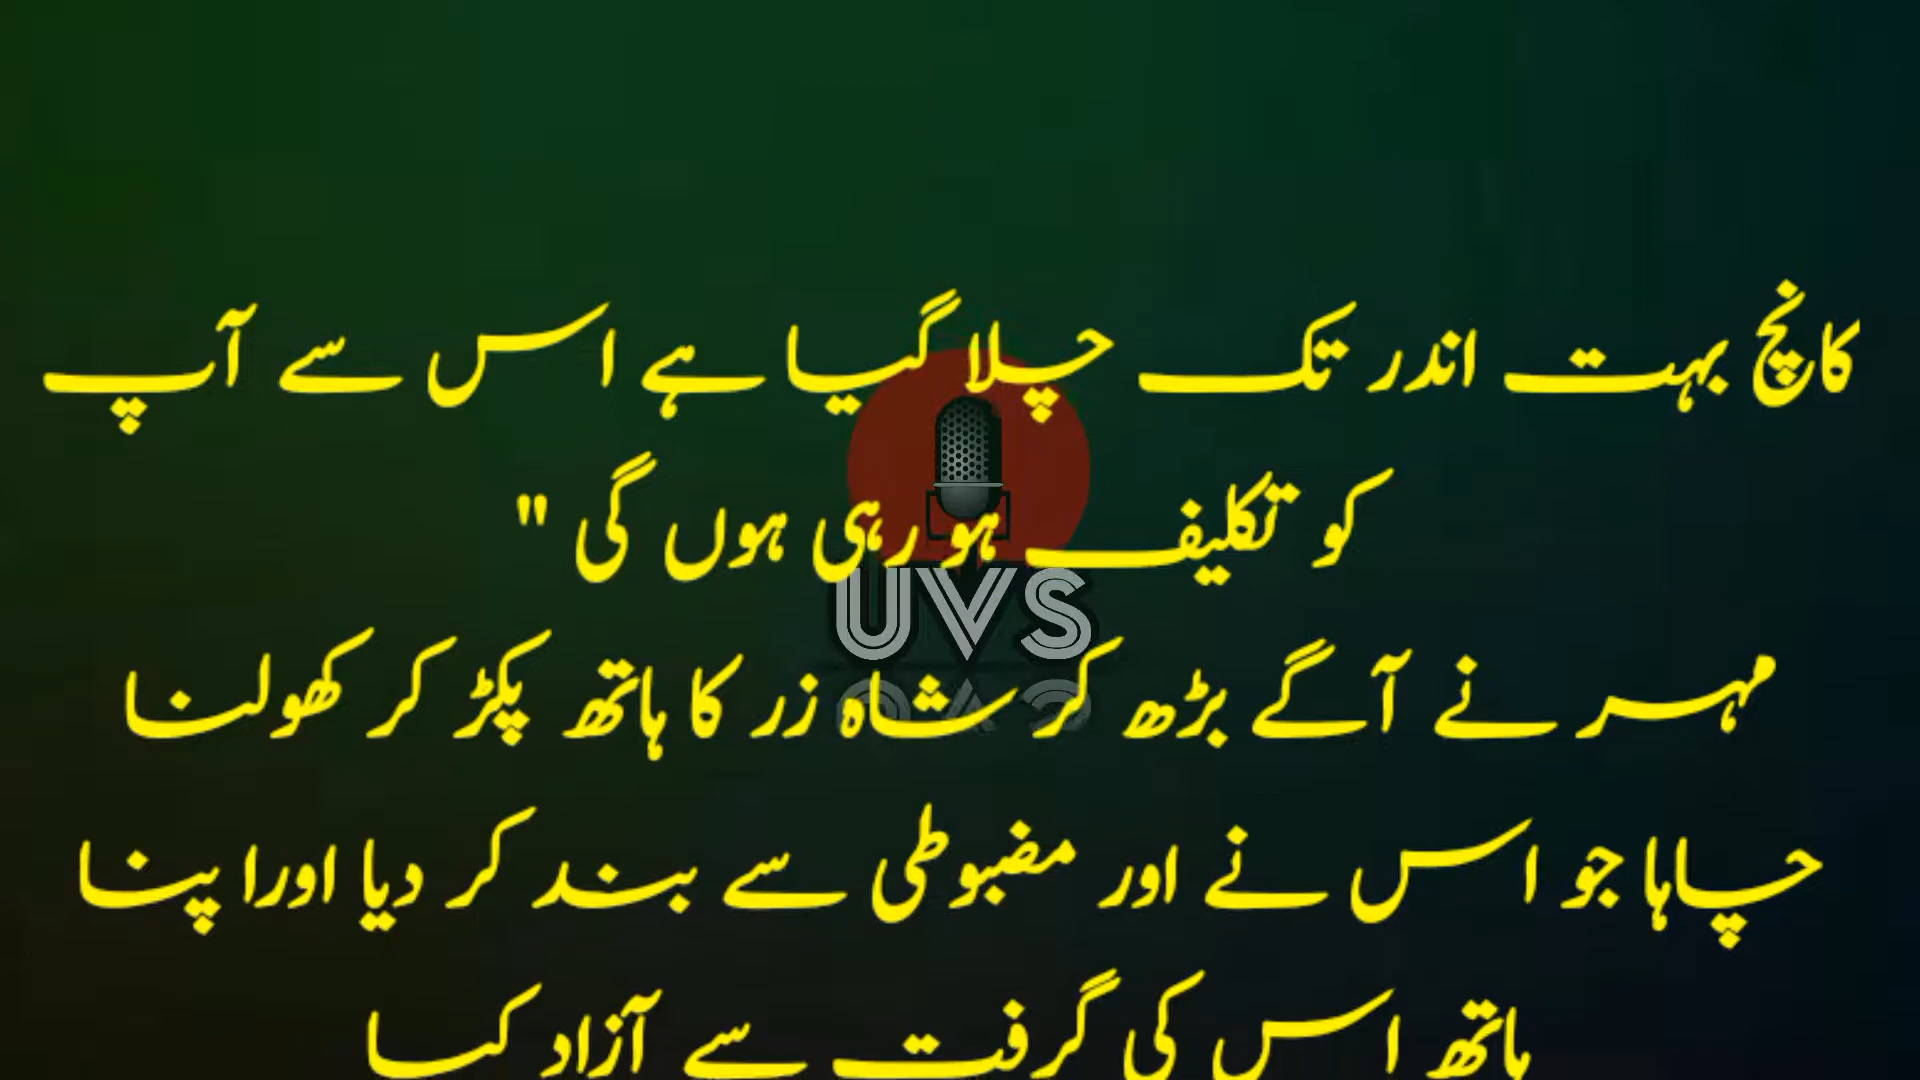 کانچ بہت اندر تک چلا گیا ہے اس سے آپ
کو تکلیف ہو رہی ہوں گی "
UVS
مہر نے آگے بڑھ کر شاہ زر کا ہاتھ پکڑ کر کھولنا
چاہا جو اس نے اور مضبوطی سے بند کر دیا اور اپنا
ہاتھ اس کی گرفت سے آزاد کیا